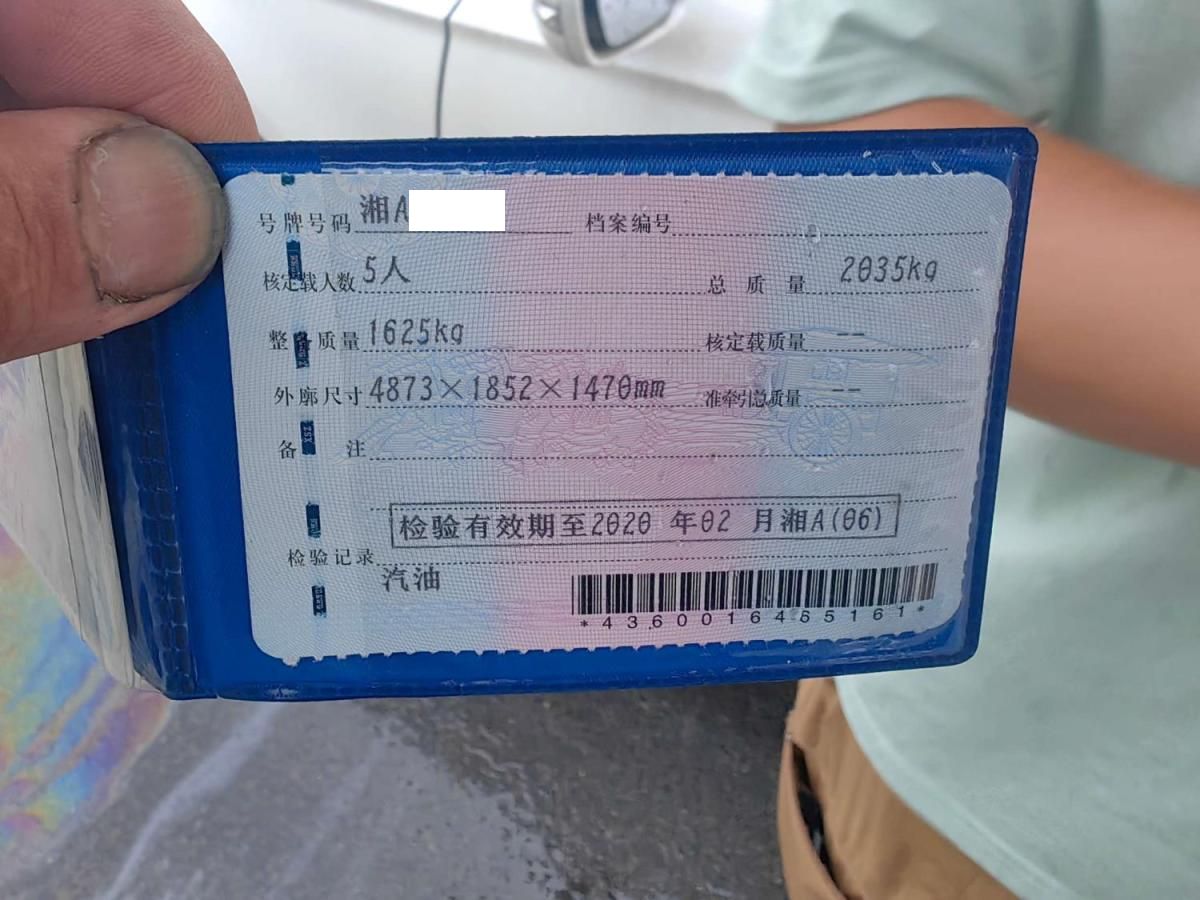 号牌号码 湘A 档案编号
核定载人数 5人 总质量 2035kg
整 质量 1625kg 核定载质量 --
外廓尺寸 4873×1852×1470mm 准牵引总质量 --
备注
检验有效期至2020 年02 月湘A(06)
检验记录
汽油
*4360016465161*